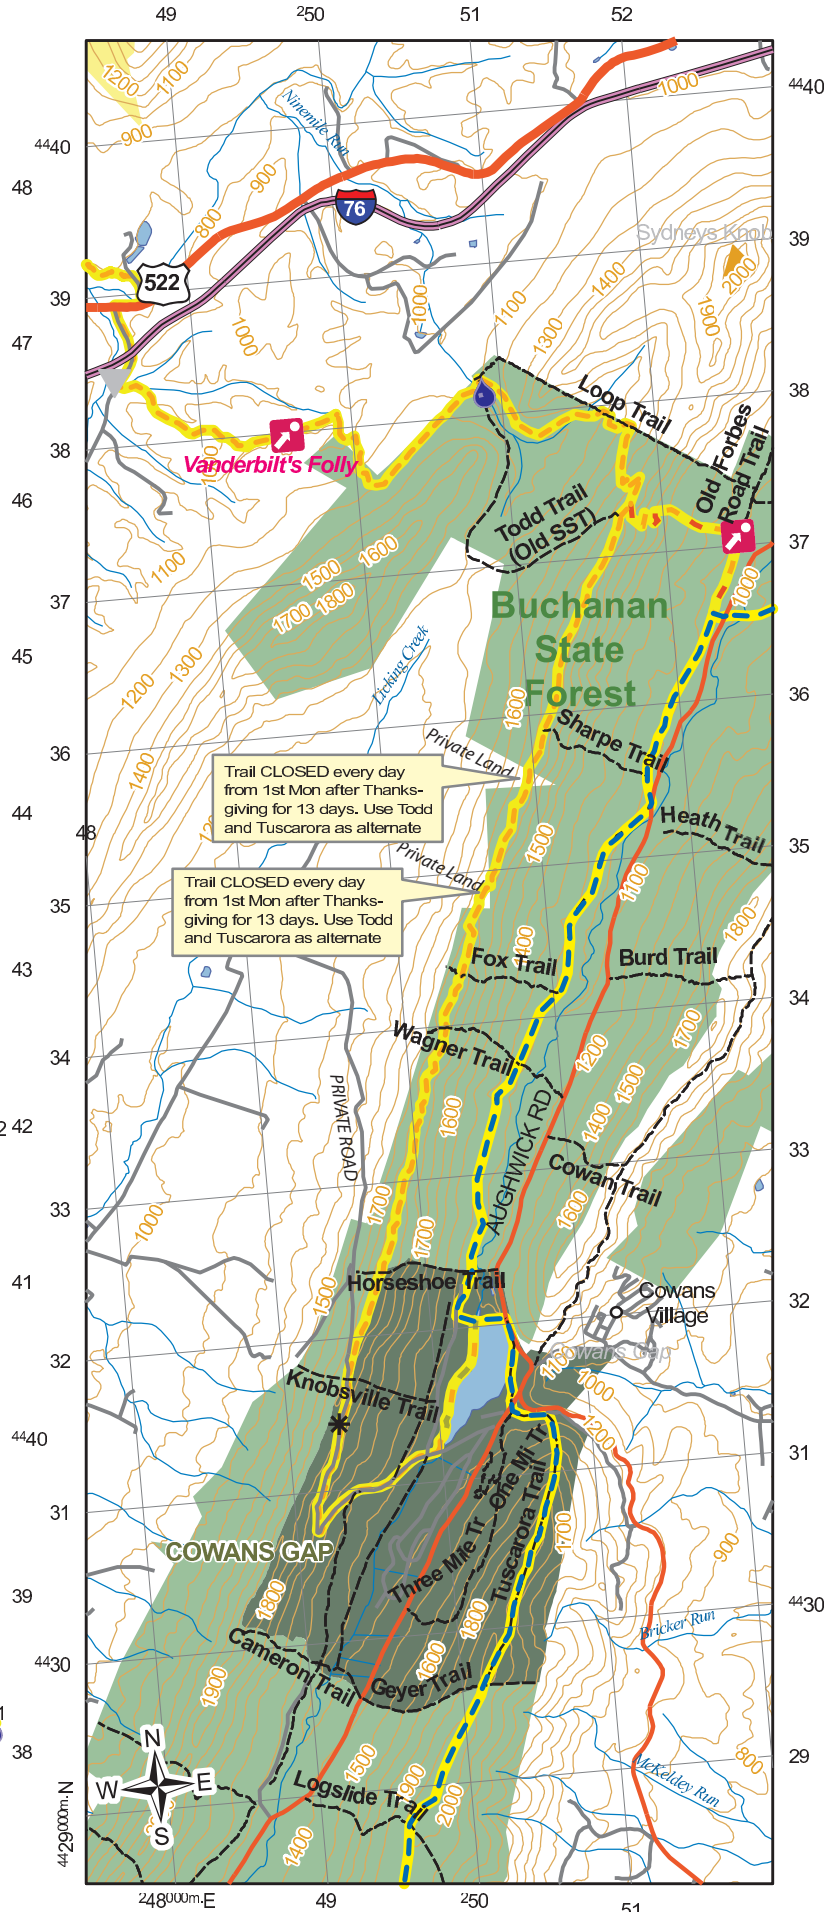 49
250
51
52
1200
1100
900
Ninemile Run
1000
4440
4440
48
900
800
76
Sydneys Knob
39
2000
522
39
1400
1000
1100
1900
1300
1000
47
38
Loop Trail
Old Forbes
Road Trail
38
Vanderbilt's Folly
46
Todd Trail
(Old SST)
37
1100
1500
1600
1700
1800
1000
37
Buchanan
State
Forest
Licking Creek
45
1200
1300
36
1600
Sharpe Trail
36
Private Land
1400
Trail CLOSED every day
from 1st Mon after Thanks-
giving for 13 days. Use Todd
and Tuscarora as alternate
44
48
Heath Trail
1500
35
Private Land
Trail CLOSED every day
from 1st Mon after Thanks-
giving for 13 days. Use Todd
and Tuscarora as alternate
1100
35
1800
43
Fox Trail
Burd Trail
34
1700
Wagner Trail
1200
34
PRIVATE ROAD
1500
1600
1400
42
AUGHWICK RD
33
Cowan Trail
33
1700
1700
1600
1000
41
Horseshoe Trail
1500
Cowans
Village
32
Cowans Gap
32
1100
1000
Knobsville Trail
1200
4440
31
One Mi Tr
31
1700
900
COWANS GAP
Three Mile Tr
Tuscarora Trail
39
1800
1800
4430
Bricker Run
Cameron Trail
1600
4430
Geyer Trail
1900
N
W
E
S
38
1500
29
800
McKeldey Run
1900
Logslide Trail
2000
4429000m.N
1400
248000m.E
49
250
51